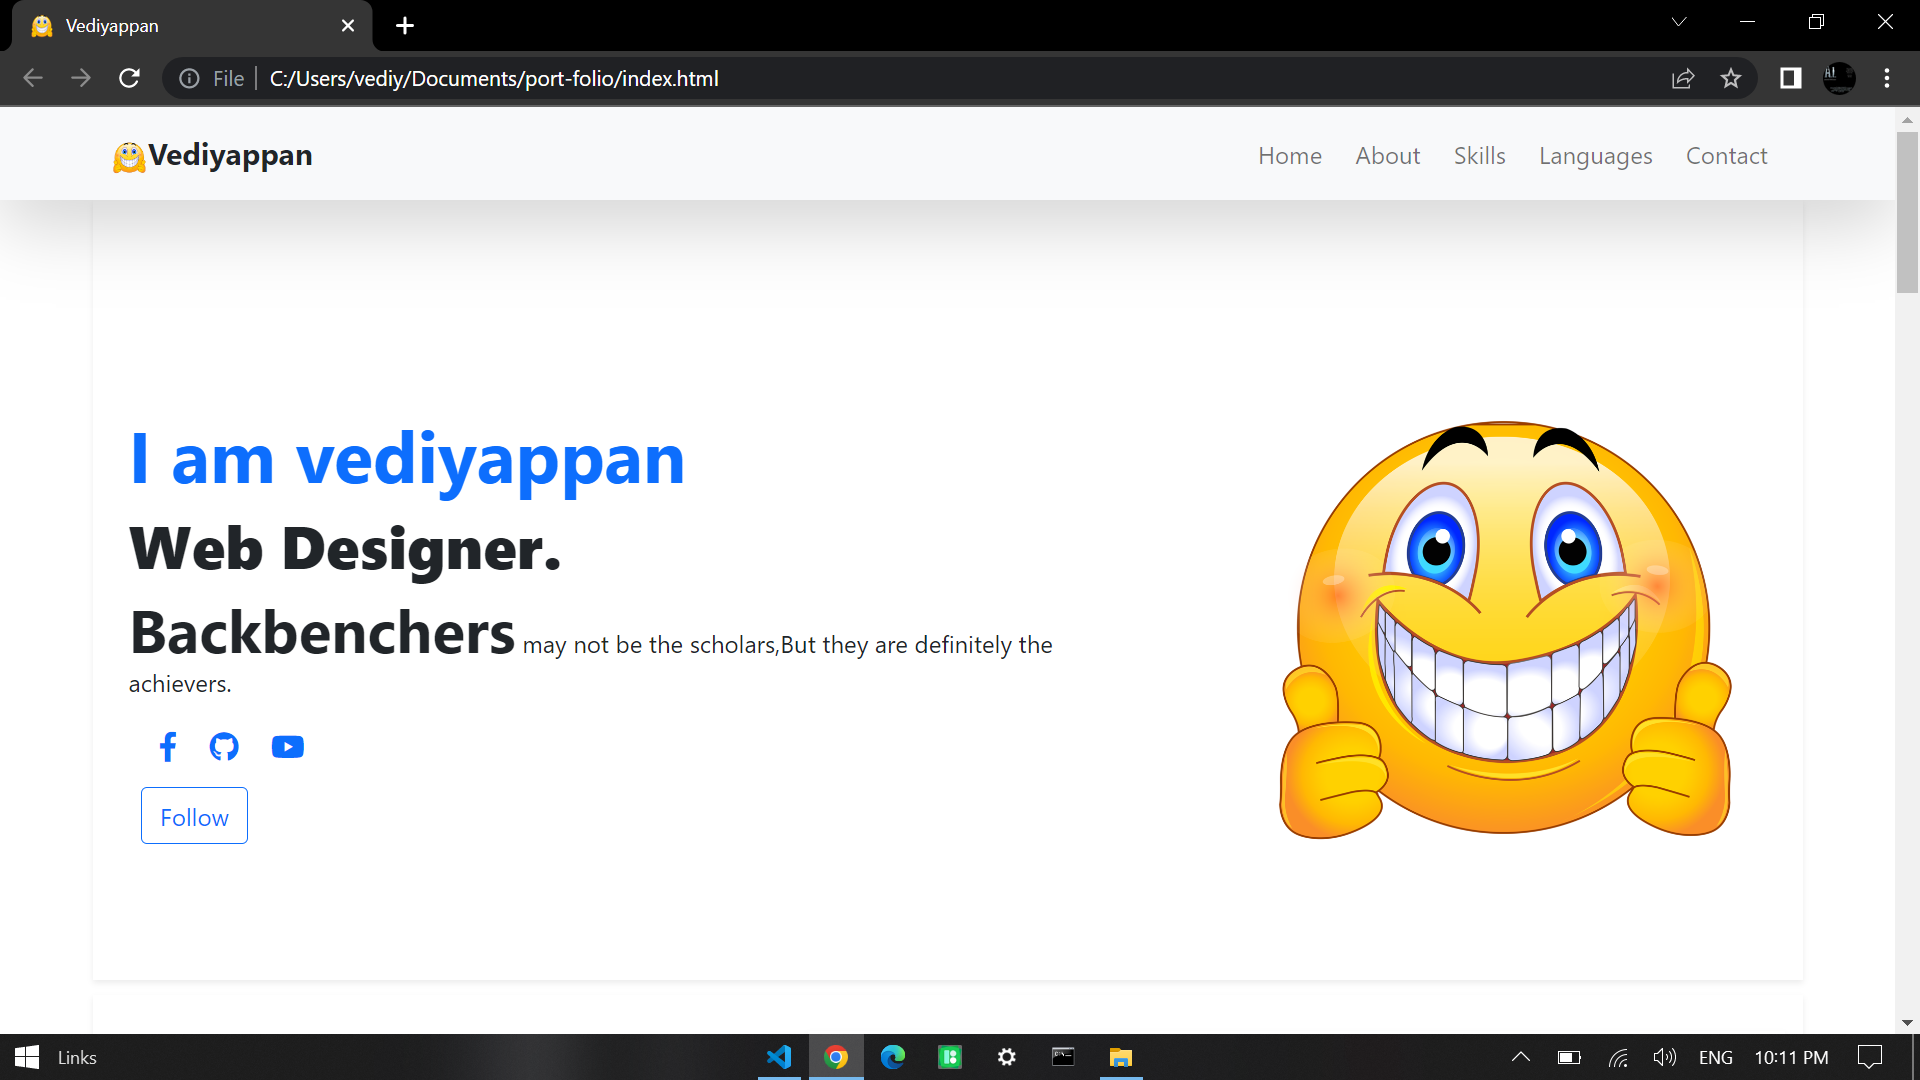 Vediyappan
File
C:/Users/vediy/Documents/port-folio/index.html
Vediyappan
Home About Skills Languages Contact
I am vediyappan
Web Designer.
Backbenchers may not be the scholars,But they are definitely the
achievers.
Follow
Links
ENG 10:11 PM